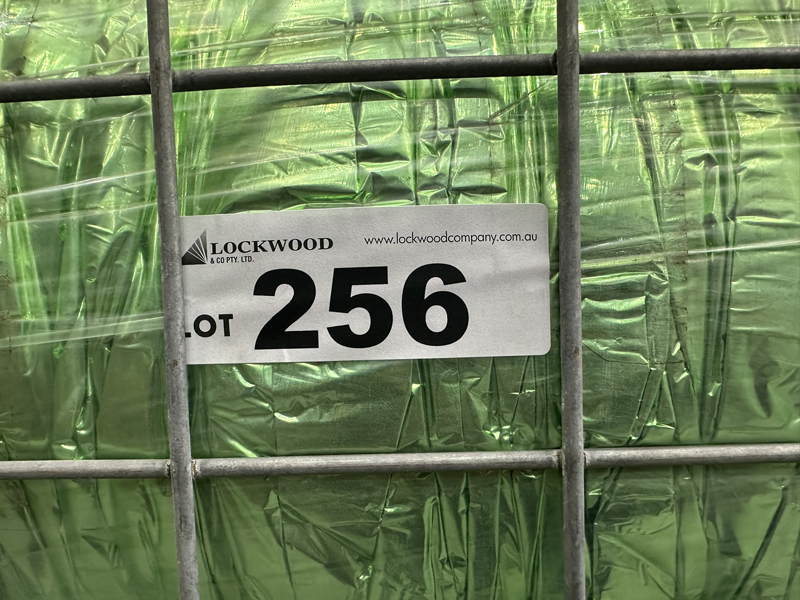 LOCKWOOD
& CO PTY. LTD.
www.lockwoodcompany.com.au
LOT 256